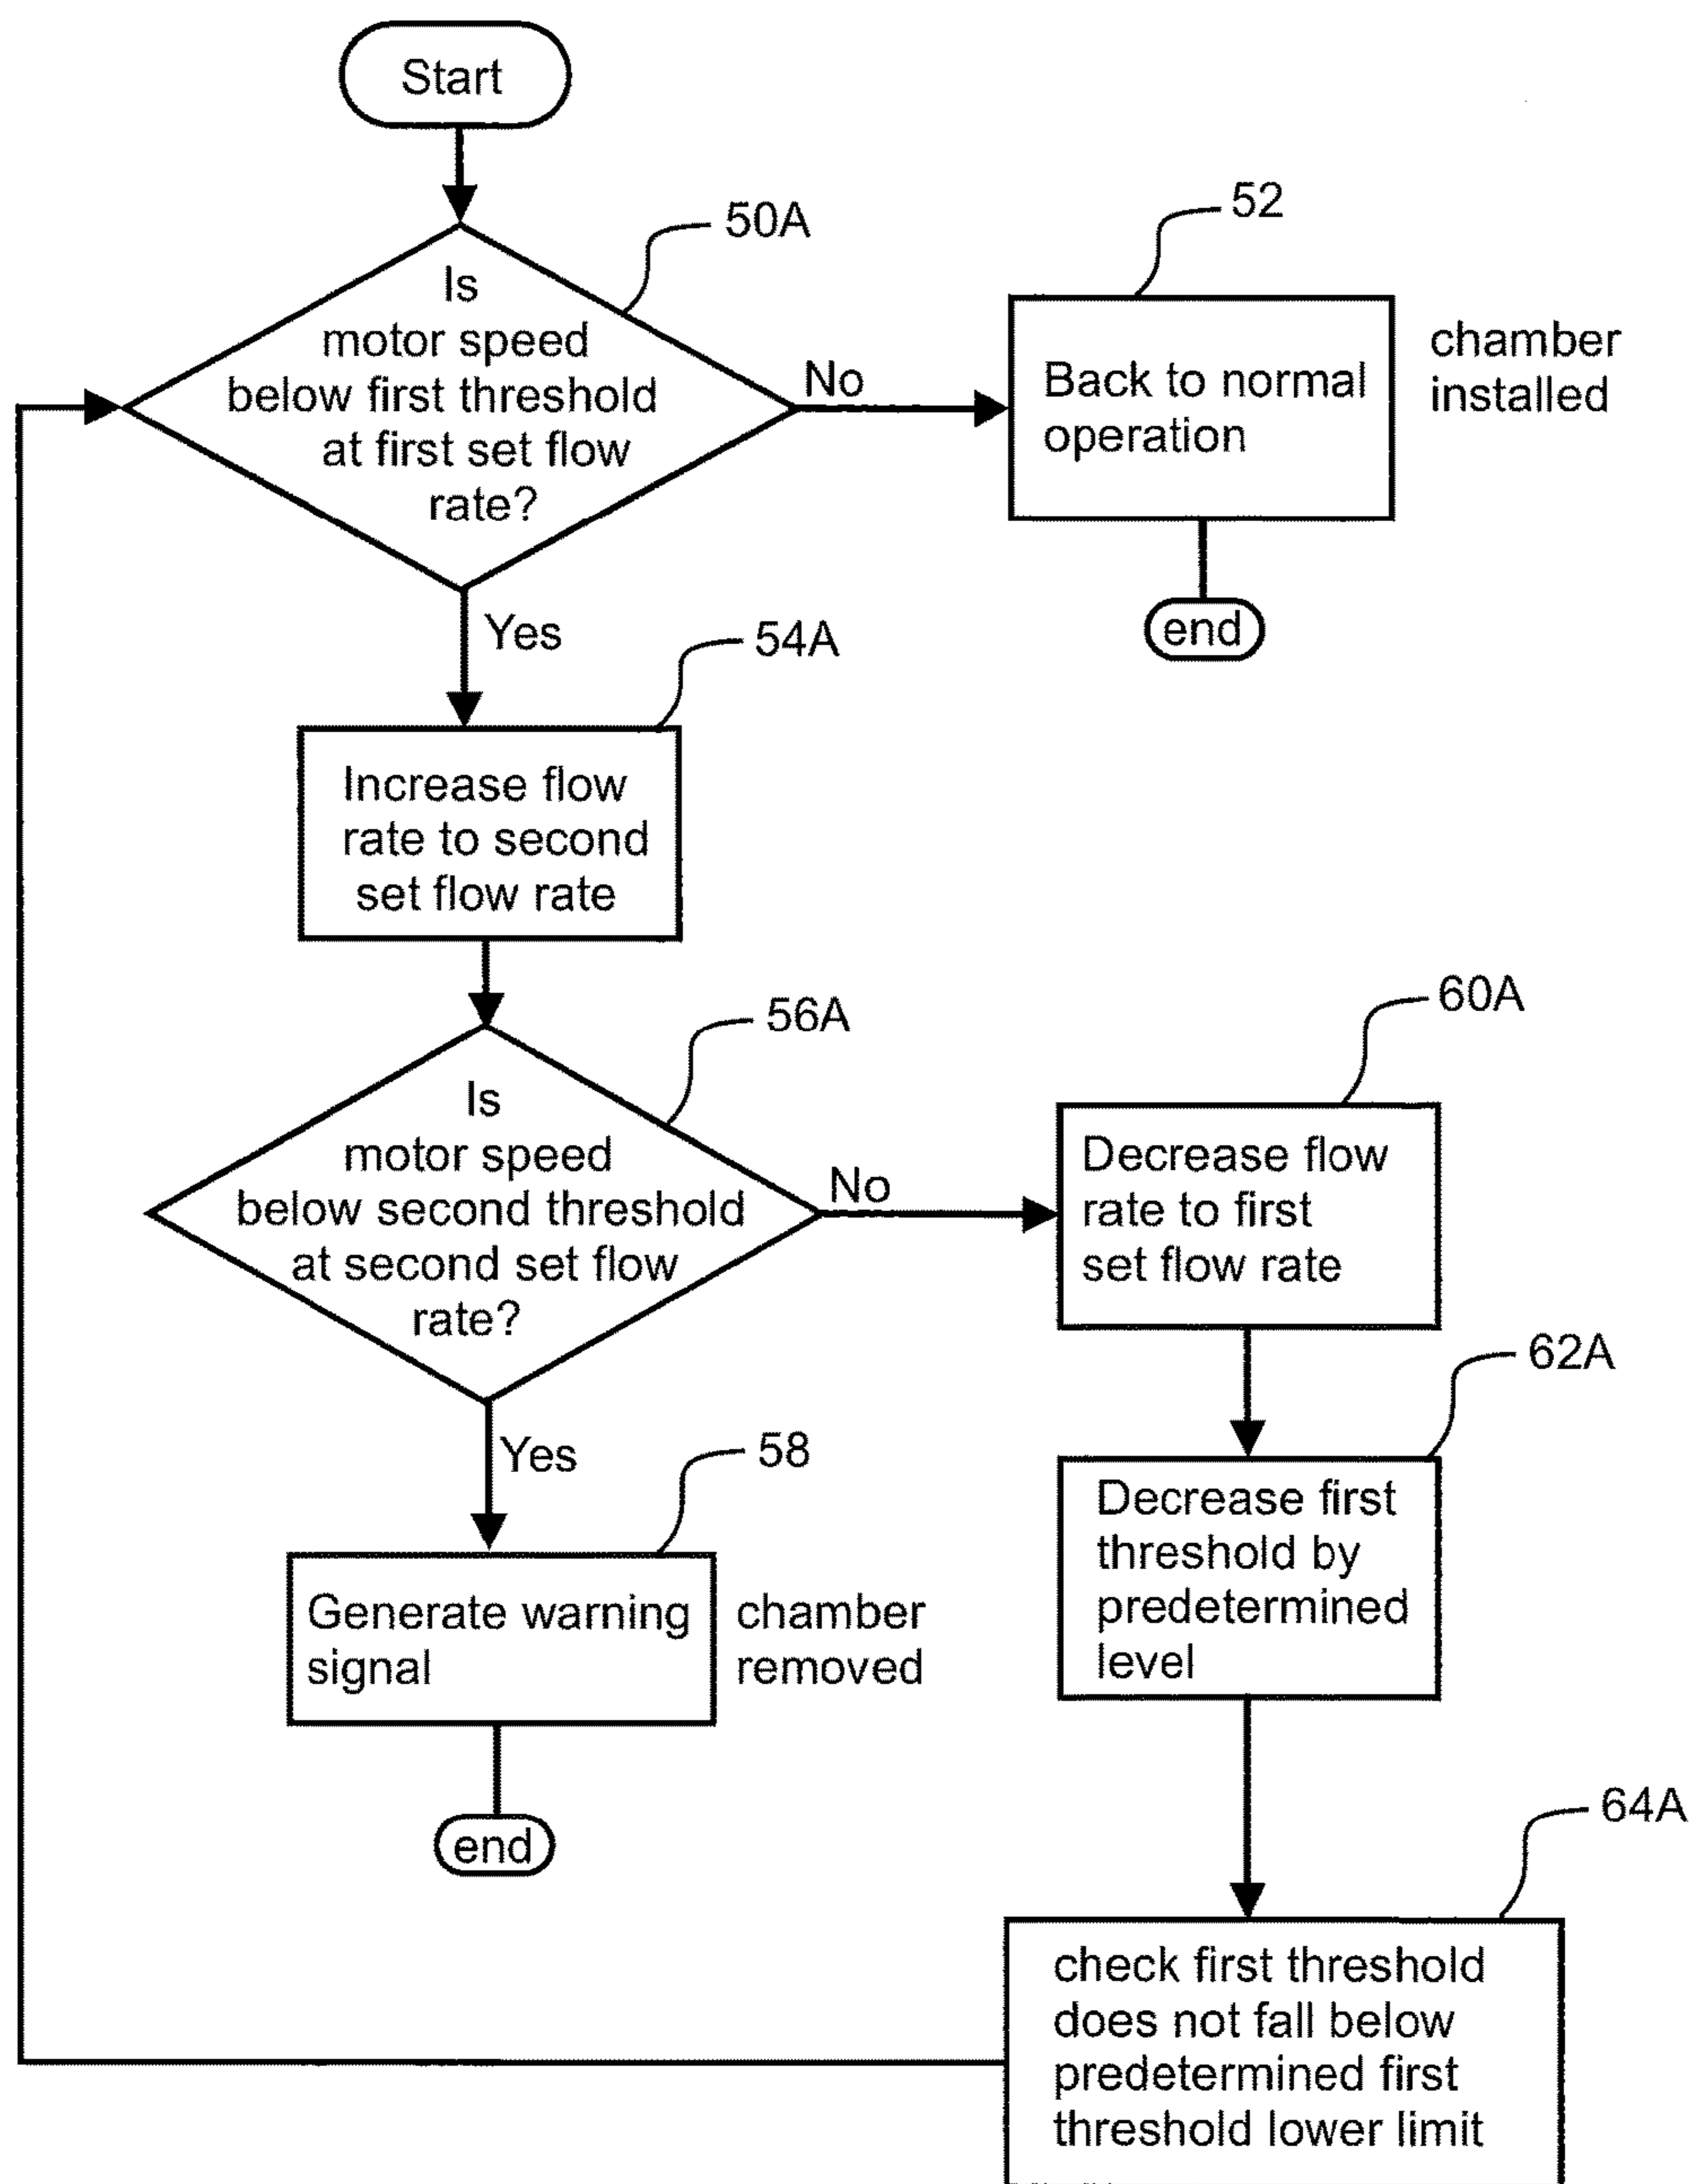 Start
50A
Is
motor speed
below first threshold
at first set flow
rate?
No
52
Back to normal
operation
chamber
installed
end
Yes
54A
Increase flow
rate to second
set flow rate
56A
Is
motor speed
below second threshold
at second set flow
rate?
No
60A
Decrease flow
rate to first
set flow rate
62A
Decrease first
threshold by
predetermined
level
Yes
58
Generate warning
signal
chamber
removed
end
64A
check first threshold
does not fall below
predetermined first
threshold lower limit